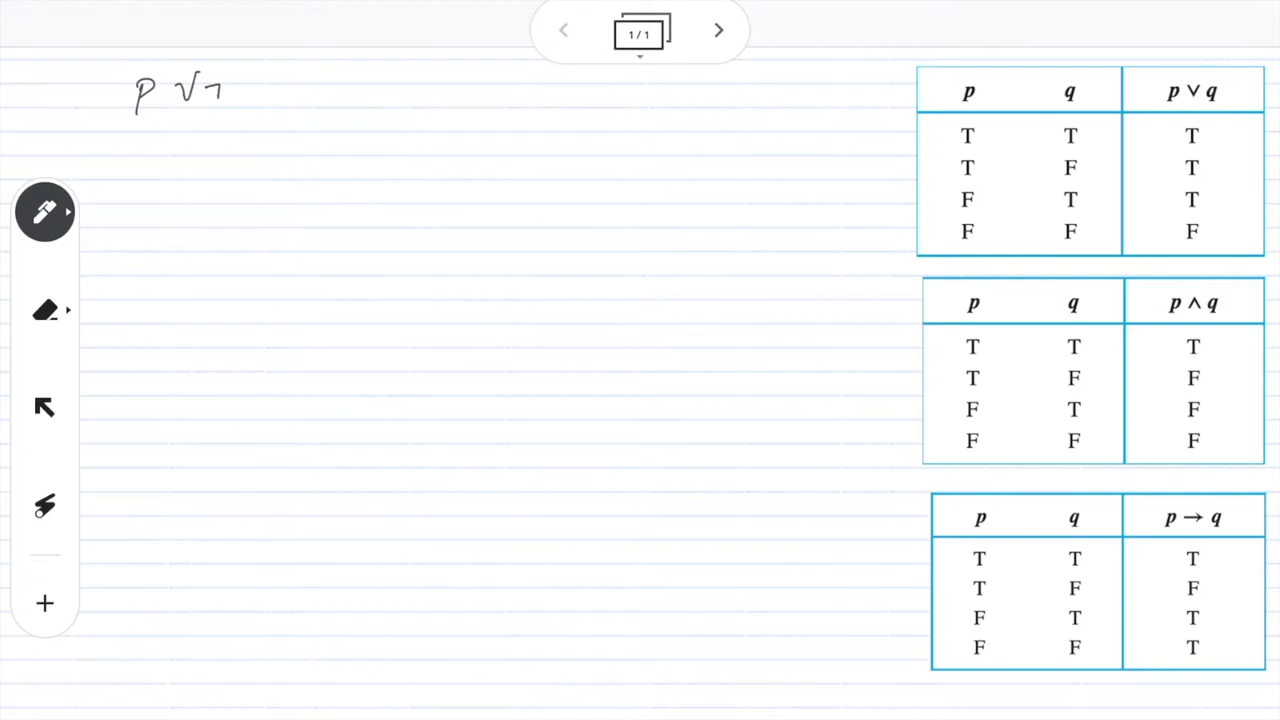 1 / 1
p ∨ ¬
p q p ∨ q
T T T
T F T
F T T
F F F
p q p ∧ q
T T T
T F F
F T F
F F F
p q p → q
T T T
T F F
F T T
F F T